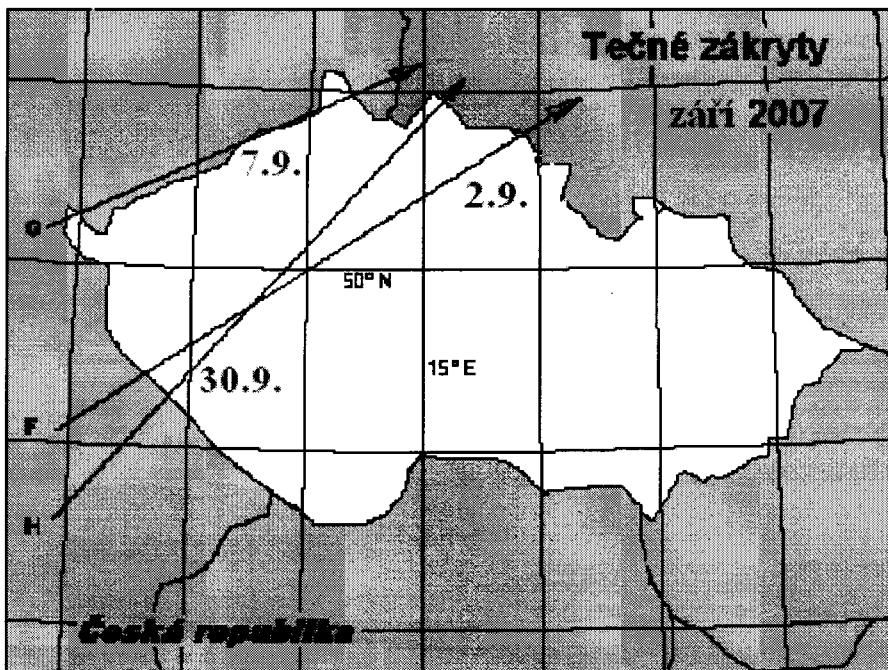 Tečné zákryty
září 2007
7.9.
G
2.9.
50° N
15° E
30.9.
F
H
Česká republika